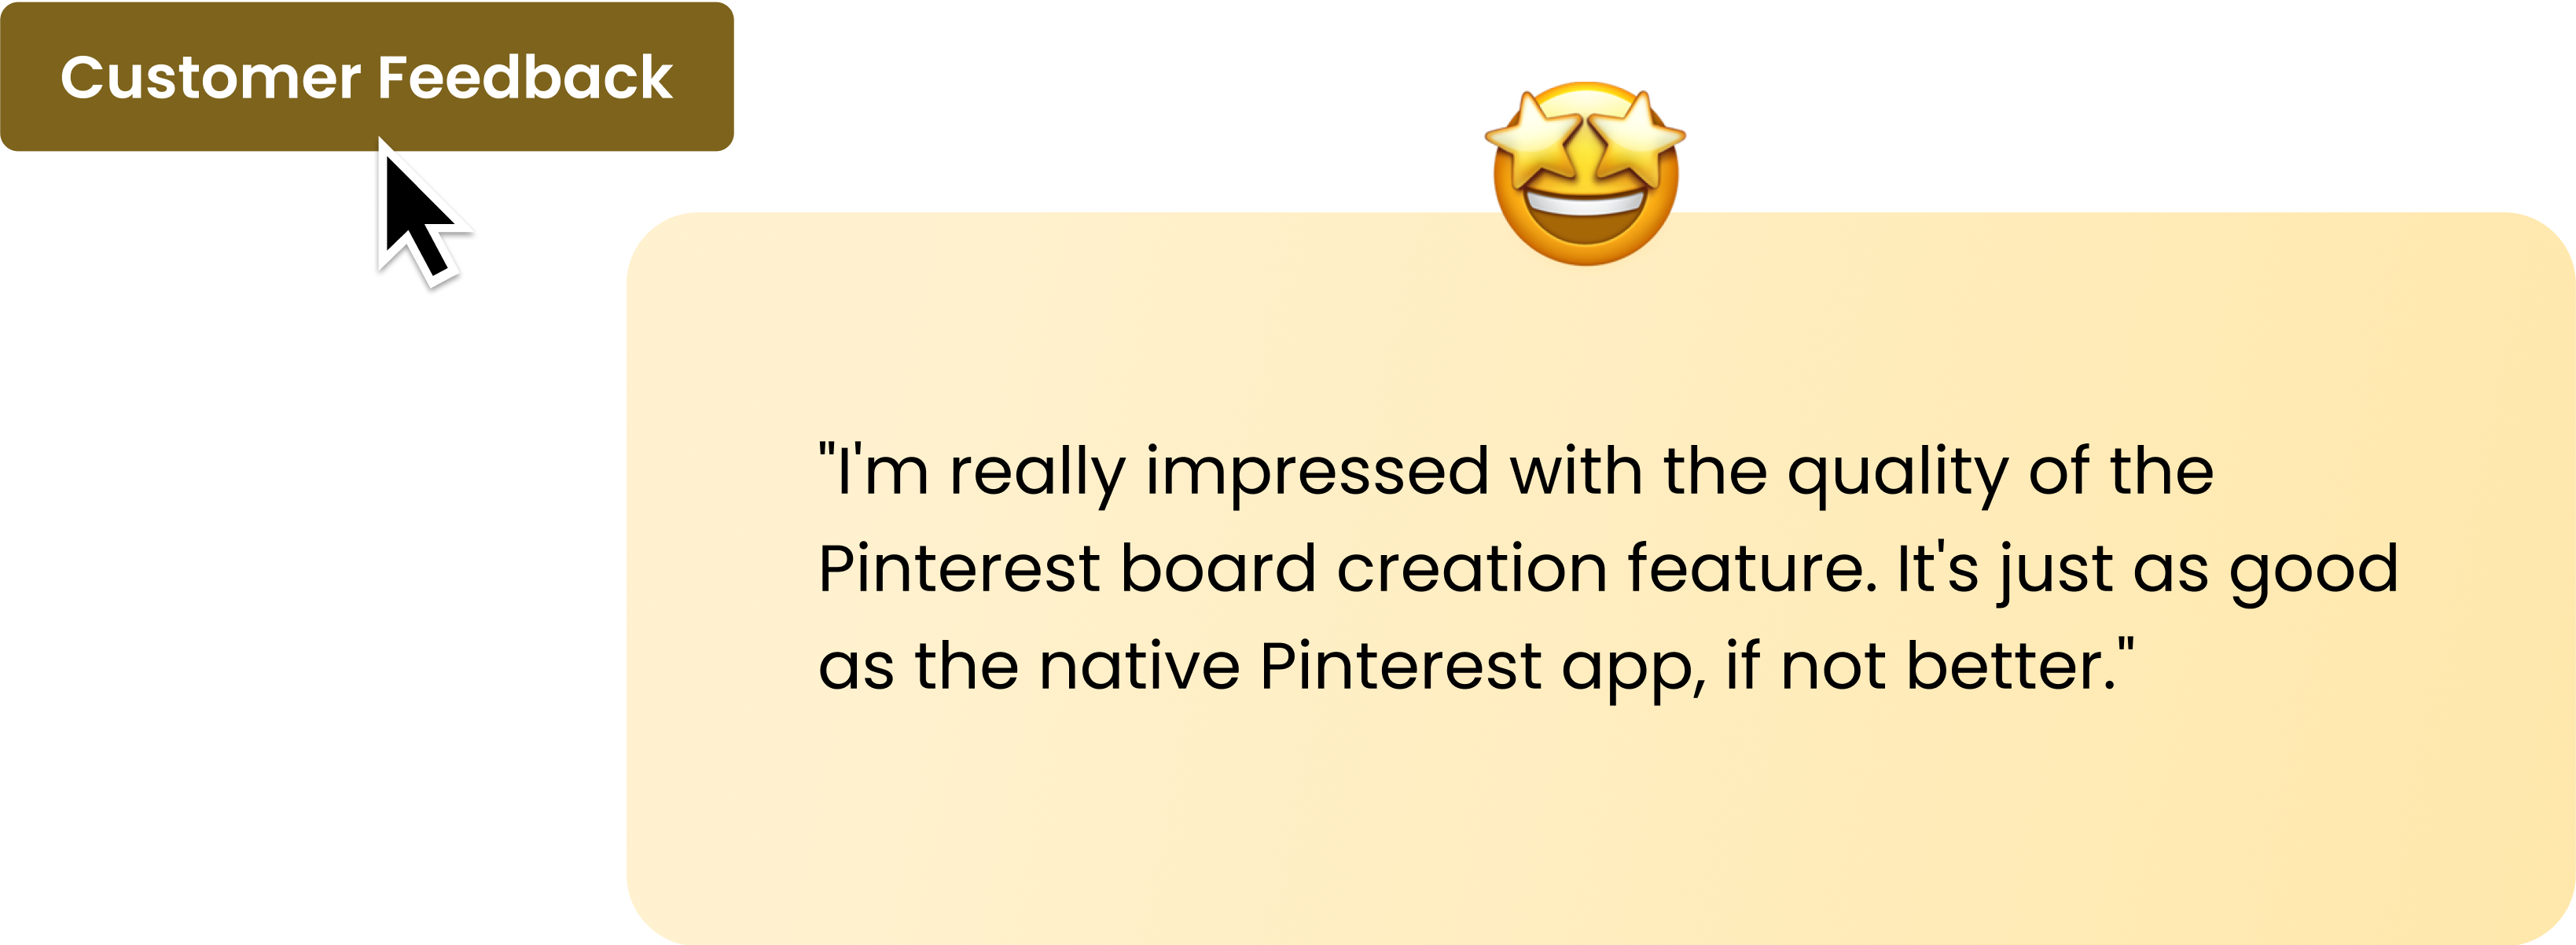 Customer Feedback
"I'm really impressed with the quality of the
Pinterest board creation feature. It's just as good
as the native Pinterest app, if not better."